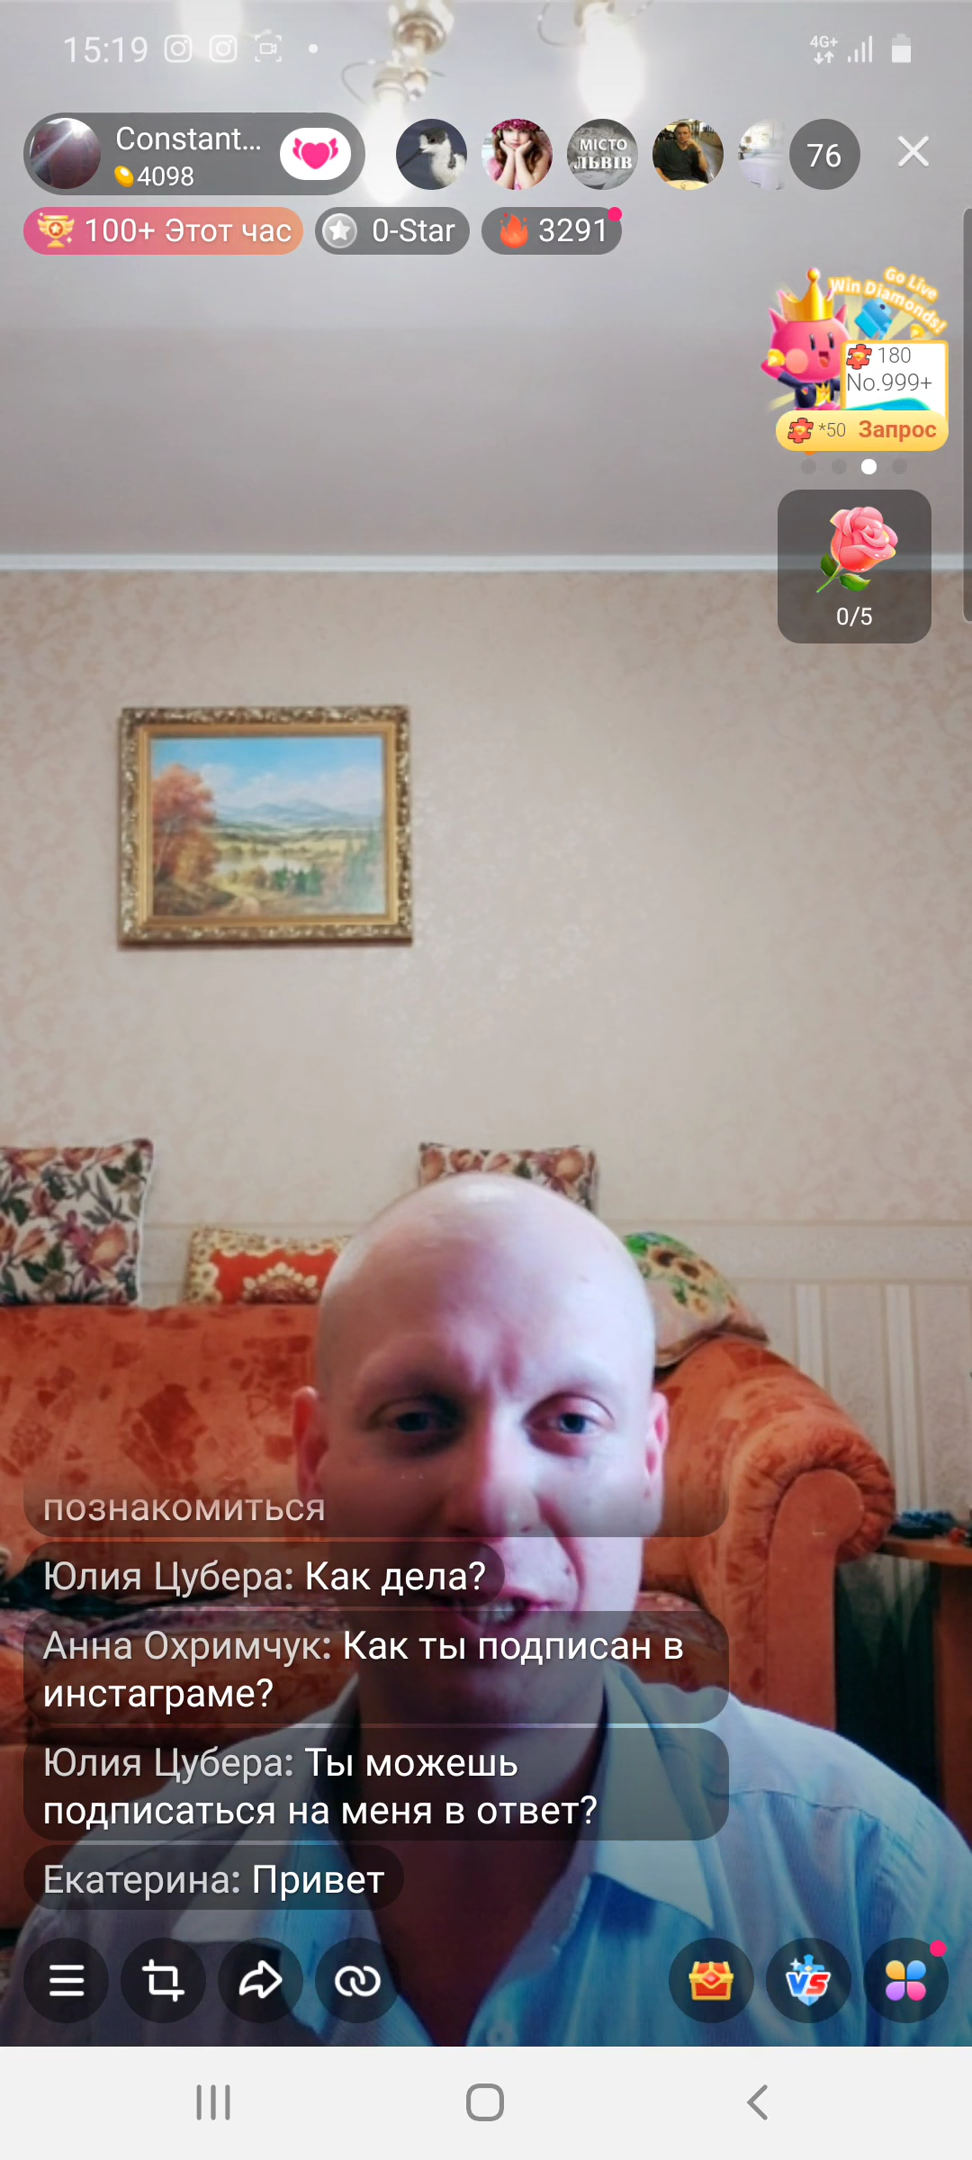 15:19
4G+
Constant...
4098
МІСТО
ЛЬВІВ
76
100+ Этот час
0-Star
3291
Go Live
Win Diamonds!
180
No.999+
*50 Запрос
0/5
познакомиться
Юлия Цубера: Как дела?
Анна Охримчук: Как ты подписан в
инстаграме?
Юлия Цубера: Ты можешь
подписаться на меня в ответ?
Екатерина: Привет
VS